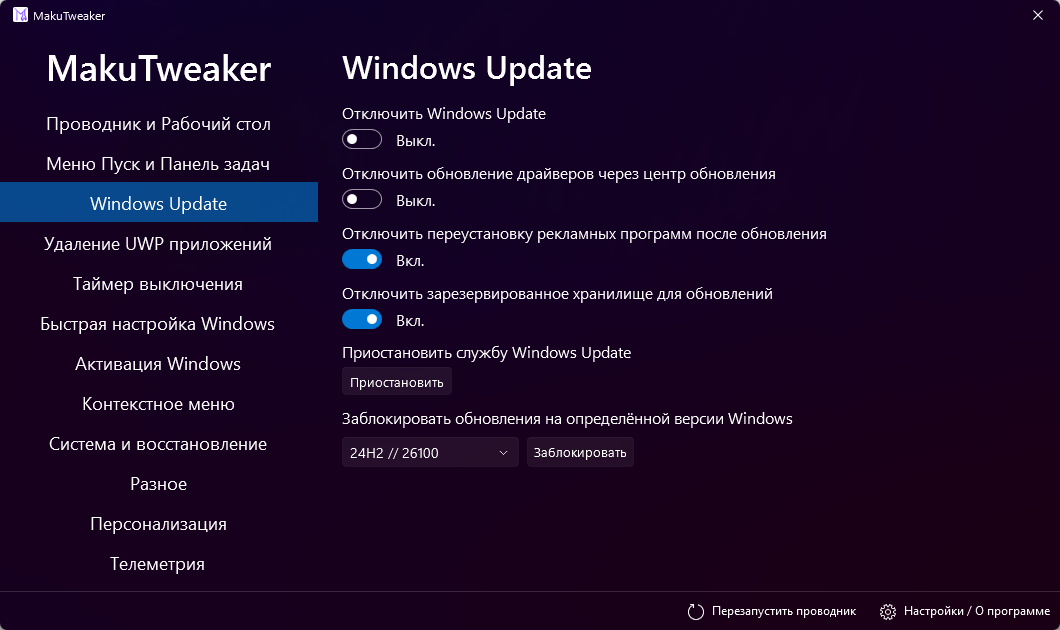 MakuTweaker
MakuTweaker
Проводник и Рабочий стол
Меню Пуск и Панель задач
Windows Update
Удаление UWP приложений
Таймер выключения
Быстрая настройка Windows
Активация Windows
Контекстное меню
Система и восстановление
Разное
Персонализация
Телеметрия
Windows Update
Отключить Windows Update
Выкл.
Отключить обновление драйверов через центр обновления
Выкл.
Отключить переустановку рекламных программ после обновления
Вкл.
Отключить зарезервированное хранилище для обновлений
Вкл.
Приостановить службу Windows Update
Приостановить
Заблокировать обновления на определённой версии Windows
24H2 // 26100
Заблокировать
Перезапустить проводник
Настройки / О программе